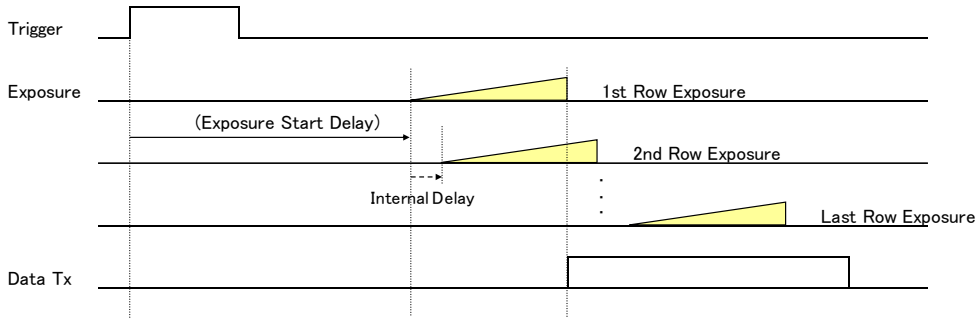 Trigger
Exposure
1st Row Exposure
(Exposure Start Delay)
2nd Row Exposure
Internal Delay
Last Row Exposure
Data Tx